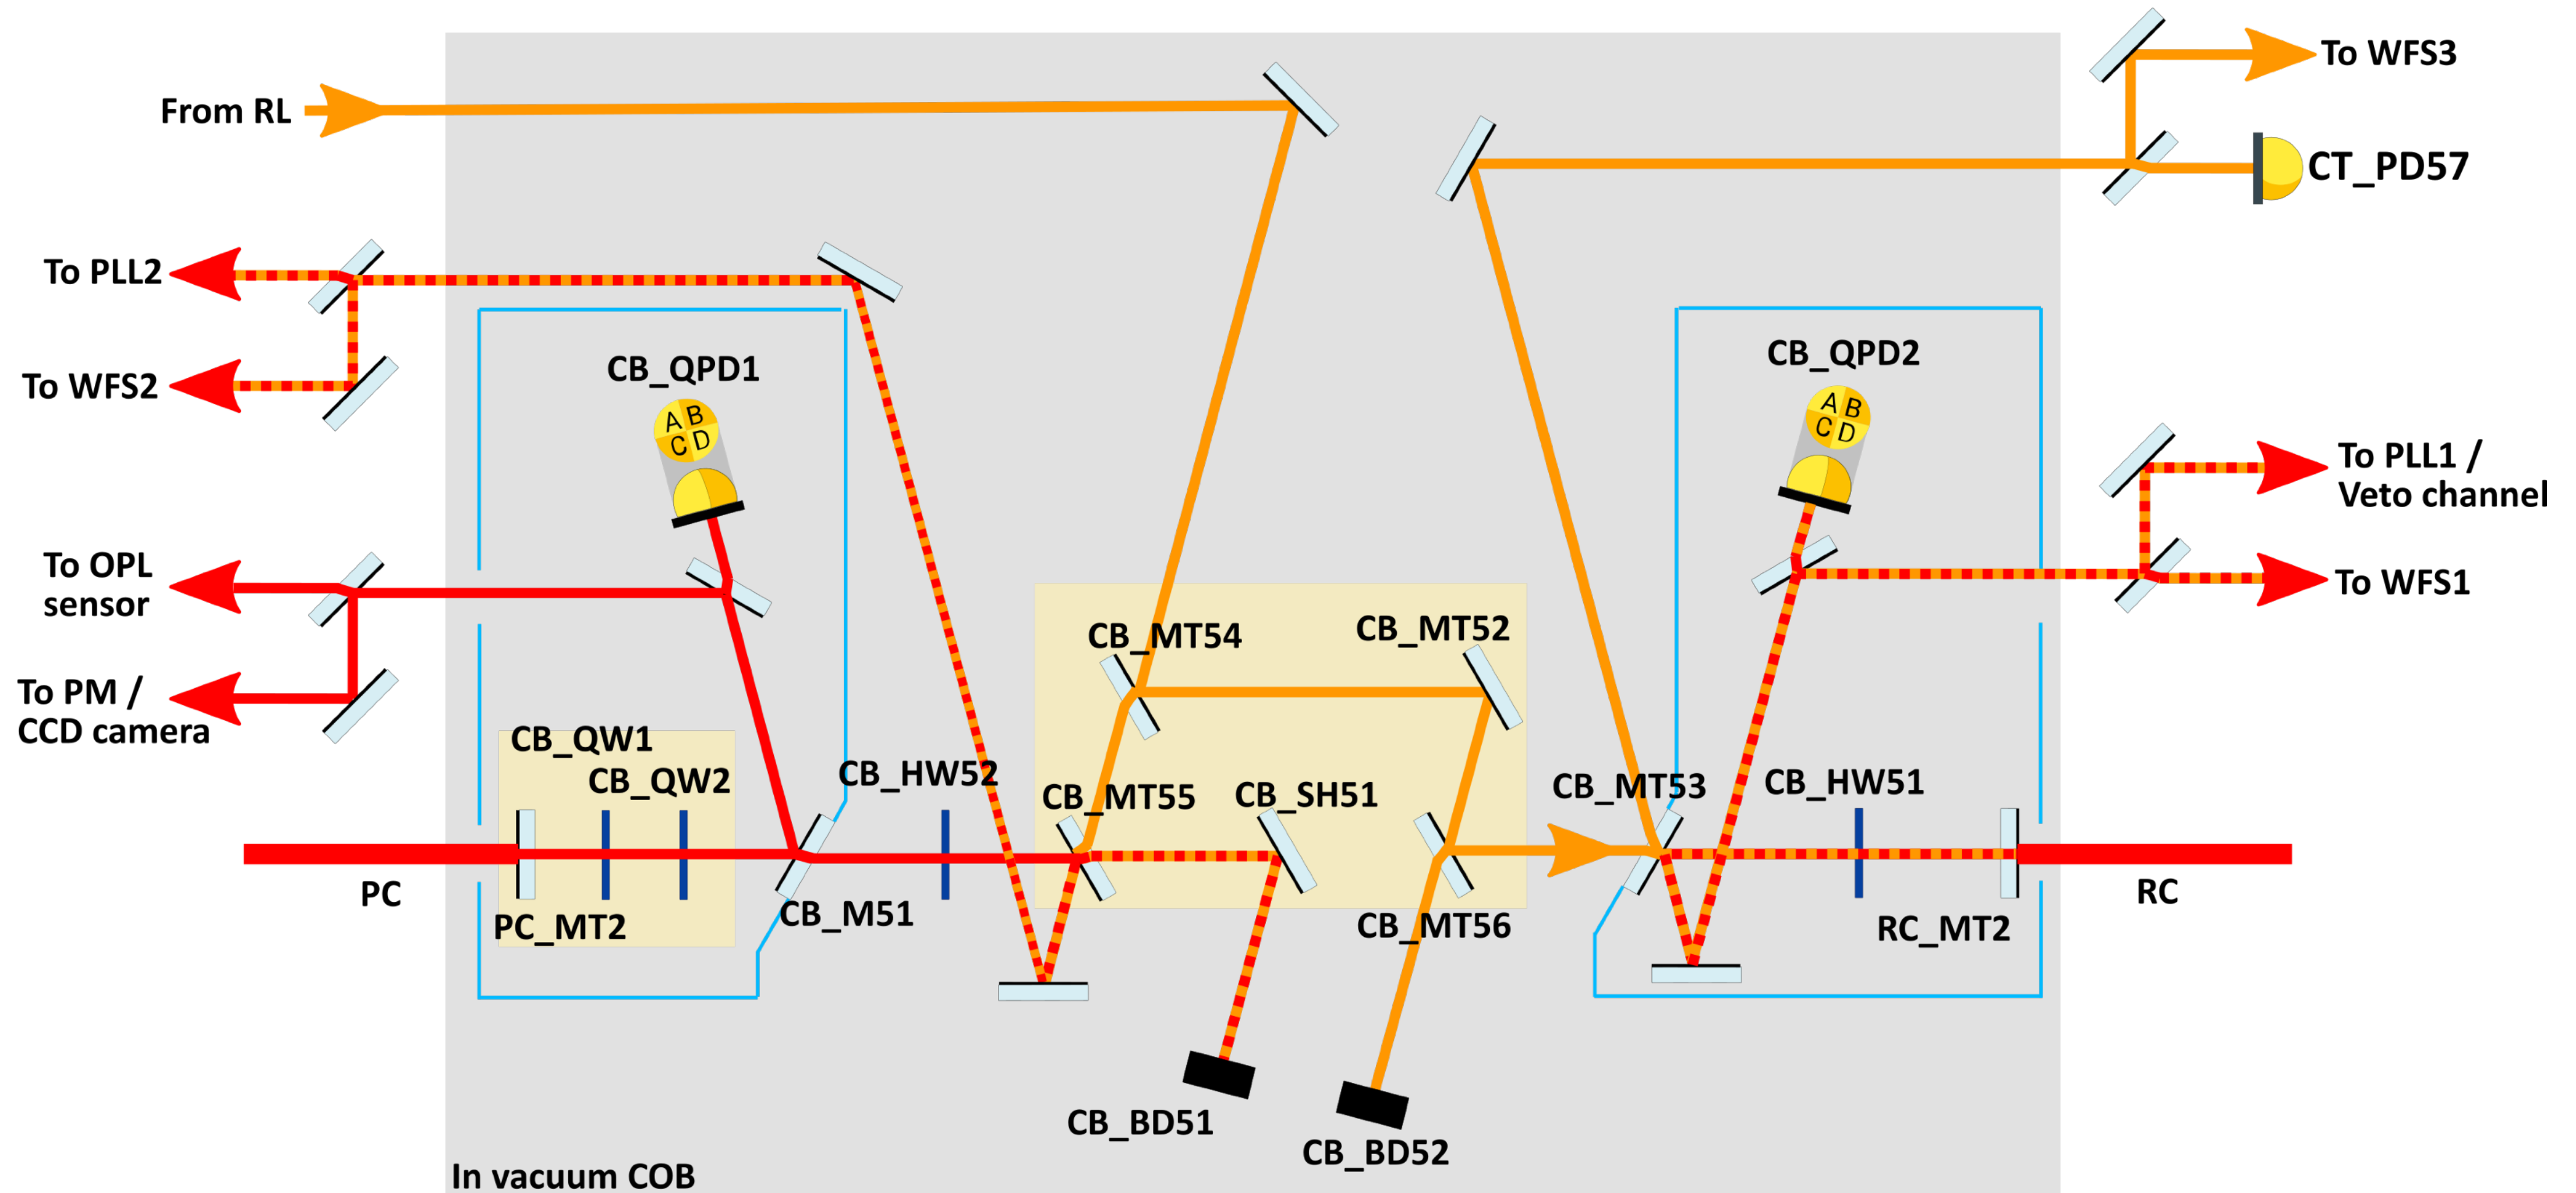 To WFS3
From RL
CT_PD57
To PLL2
CB_QPD2
CB_QPD1
To WFS2
A B
C D
A B
C D
To PLL1 /
Veto channel
To OPL
sensor
To WFS1
CB_MT54
CB_MT52
To PM /
CCD camera
CB_QW1
CB_QW2
CB_HW52
CB_MT55
CB_SH51
CB_MT53
CB_HW51
PC
RC
PC_MT2
CB_M51
CB_MT56
RC_MT2
CB_BD51
CB_BD52
In vacuum COB